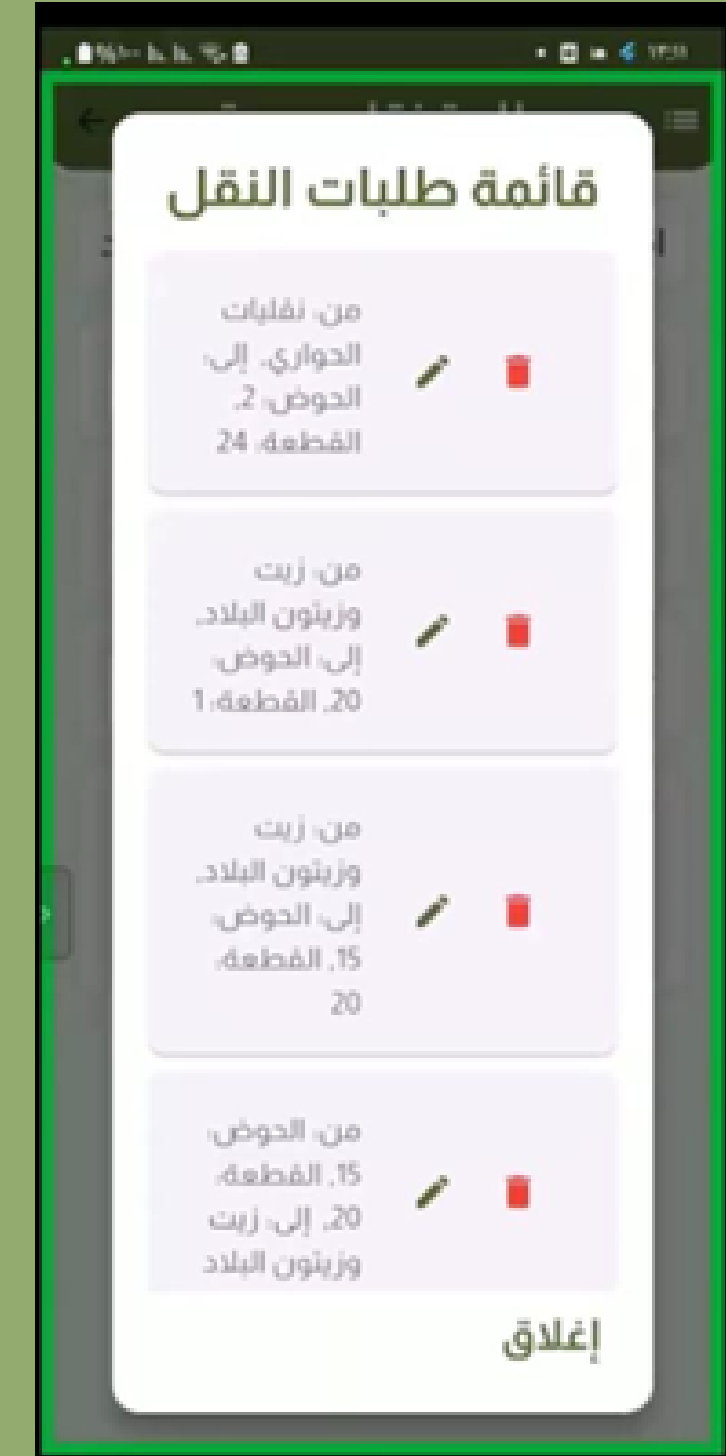 قائمة طلبات النقل
من: نقليات
الحواري, إلى:
الحوض: 2,
القطعة: 24
من: زيت
وزيتون البلاد,
إلى: الحوض:
20, القطعة: 1
من: زيت
وزيتون البلاد,
إلى: الحوض:
15, القطعة:
20
من: الحوض:
15, القطعة:
20, إلى: زيت
وزيتون البلاد
إغلاق